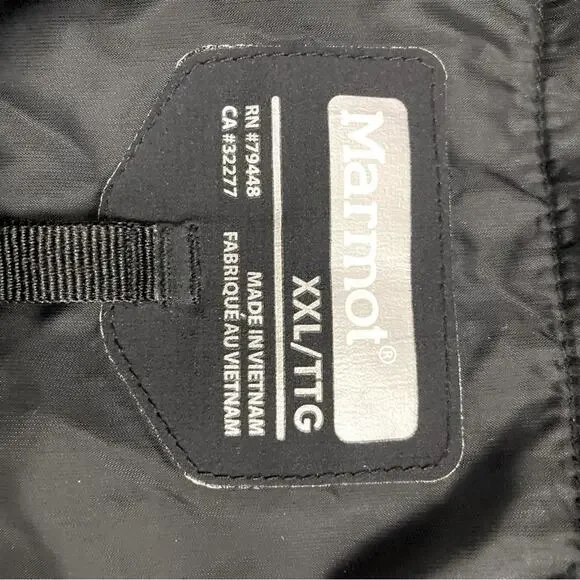 Marmot®
XXL/TTG
RN #79448
CA #32277
MADE IN VIETNAM
FABRIQUÉ AU VIETNAM